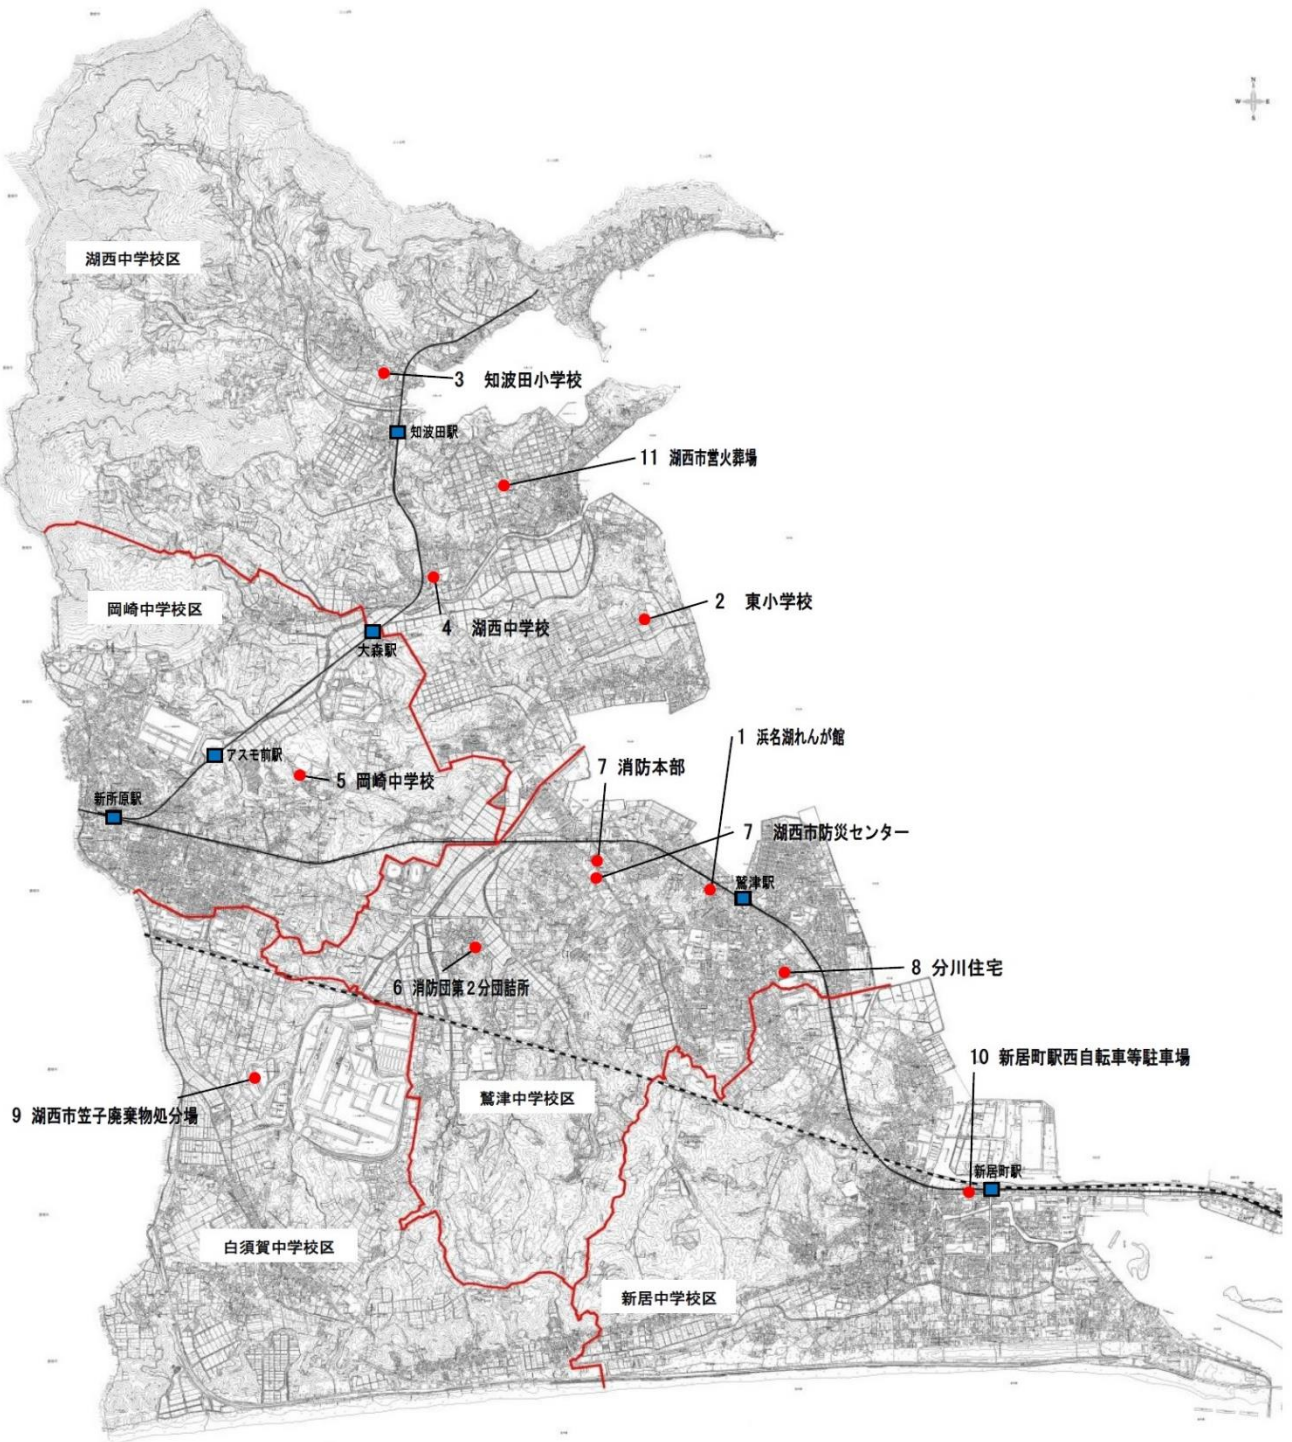 N
W E
S
湖西中学校区
3 知波田小学校
知波田駅
11 湖西市営火葬場
岡崎中学校区
2 東小学校
4 湖西中学校
大森駅
1 浜名湖れんが館
アスモ前駅
7 消防本部
5 岡崎中学校
新所原駅
7 湖西市防災センター
鷲津駅
8 分川住宅
6 消防団第2分団詰所
10 新居町駅西自転車等駐車場
鷲津中学校区
9 湖西市笠子廃棄物処分場
新居町駅
白須賀中学校区
新居中学校区